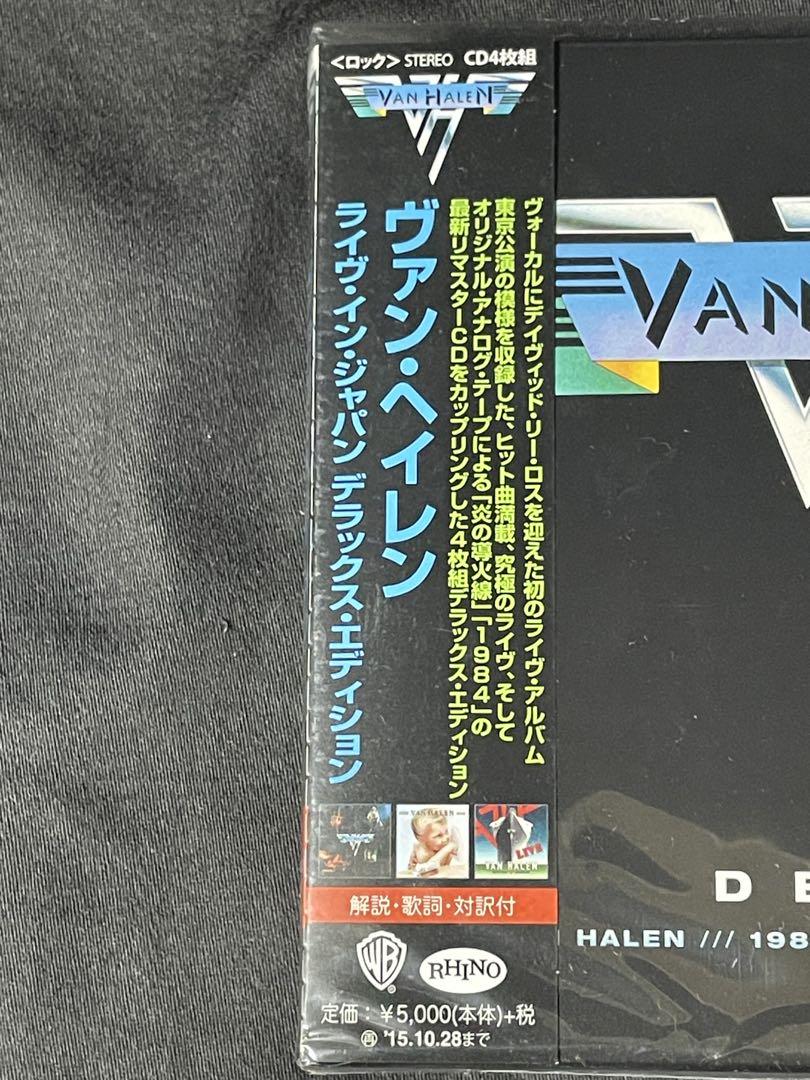 <ロック> STEREO CD4枚組
VAN HALEN
ヴォーカルにデイヴィッド・リー・ロスを迎えた初のライヴ・アルバム
東京公演の模様を収録した、ヒット曲満載、究極のライヴ、そして
オリジナル・アナログ・テープによる「炎の導火線」「1984」の
最新リマスターCDをカップリングした4枚組デラックス・エディション
ヴァン・ヘイレン
ライヴ・イン・ジャパン デラックス・エディション
VAN HALEN
LIVE
VAN HALEN
解説・歌詞・対訳付
WB
RHINO
定価：¥5,000(本体)+税
㊢'15.10.28まで
VAN
DE
HALEN /// 198